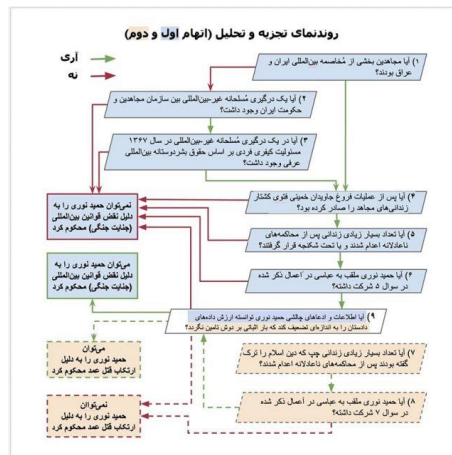 روندنمای تجزیه و تحلیل (اتهام اول و دوم)
آری
نه
۱) آیا مجاهدین بخشی از مُخاصمه بین‌المللی ایران و
عراق بودند؟
۲) آیا یک درگیری مُسلحانه غیر-بین‌المللی بین سازمان مجاهدین و
حکومت ایران وجود داشت؟
۳) آیا در یک درگیری مُسلحانه غیر-بین‌المللی در سال ۱۳۶۷
مسئولیت کیفری فردی بر اساس حقوق بشردوستانه بین‌المللی
عرفی وجود داشت؟
۴) آیا پس از عملیات فروغ جاویدان خمینی فتوی کشتار
زندانی‌های مجاهد را صادر کرده بود؟
۵) آیا تعداد بسیار زیادی زندانی پس از محاکمه‌های
ناعادلانه اعدام شدند و یا تحت شکنجه قرار گرفتند؟
۶) آیا حمید نوری ملقب به عباسی در اَعمال ذکر شده
در سوال ۵ شرکت داشته؟
نمی‌توان حمید نوری را به
دلیل نقض قوانین بین‌المللی
(جنایت جنگی) محکوم کرد
می‌توان حمید نوری را به
دلیل نقض قوانین بین‌المللی
(جنایت جنگی) محکوم کرد
۹) آیا اطلاعات و ادعاهای چالشی حمید نوری توانسته ارزش داده‌های
دادستان را به اندازه‌ای تضعیف کند که بار اثباتی بر دوش تامین نگردد؟
می‌توان
حمید نوری را به دلیل
ارتکاب قتل عمد محکوم کرد
۷) آیا تعداد بسیار زیادی زندانی چپ که دین اسلام را ترک
گفته بودند پس از محاکمه‌های ناعادلانه اعدام شدند؟
۸) آیا حمید نوری ملقب به عباسی در اَعمال ذکر شده
در سوال ۷ شرکت داشته؟
نمی‌تواان
حمید نوری را به دلیل
ارتکاب قتل عمد محکوم کرد